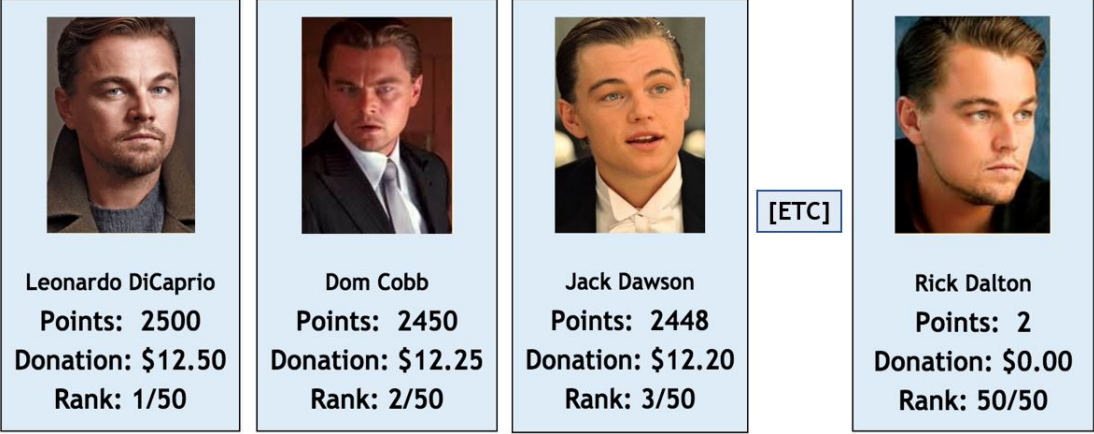 Leonardo DiCaprio
Points: 2500
Donation: $12.50
Rank: 1/50
Dom Cobb
Points: 2450
Donation: $12.25
Rank: 2/50
Jack Dawson
Points: 2448
Donation: $12.20
Rank: 3/50
[ETC]
Rick Dalton
Points: 2
Donation: $0.00
Rank: 50/50